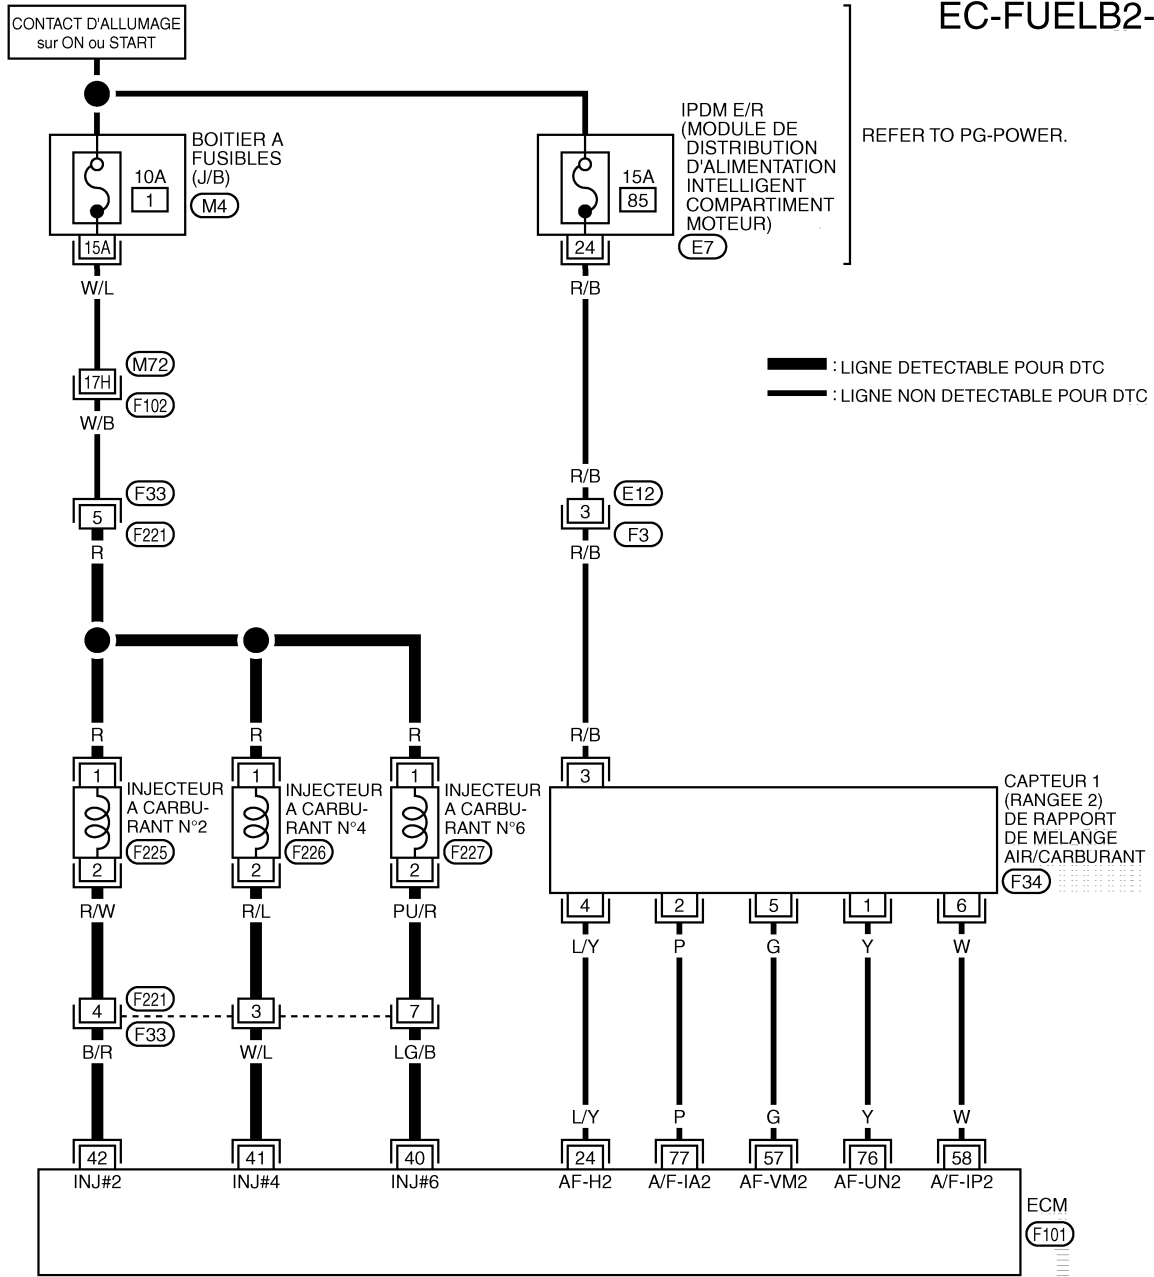 EC-FUELB2-
CONTACT D'ALLUMAGE
sur ON ou START
BOITIER A
FUSIBLES
(J/B)
M4
10A
1
15A
IPDM E/R
(MODULE DE
DISTRIBUTION
D'ALIMENTATION
INTELLIGENT
COMPARTIMENT
MOTEUR)
E7
15A
85
24
REFER TO PG-POWER.
W/L
R/B
: LIGNE DETECTABLE POUR DTC
: LIGNE NON DETECTABLE POUR DTC
M72
17H
F102
W/B
R/B
F33
5
F221
R
E12
3
F3
R/B
R
R
R
R/B
1
1
1
3
INJECTEUR
A CARBU-
RANT N°2
F225
INJECTEUR
A CARBU-
RANT N°4
F226
INJECTEUR
A CARBU-
RANT N°6
F227
CAPTEUR 1
(RANGEE 2)
DE RAPPORT
DE MELANGE
AIR/CARBURANT
F34
2
2
2
4
2
5
1
6
R/W
R/L
PU/R
L/Y
P
G
Y
W
F221
4
3
7
F33
B/R
W/L
LG/B
L/Y
P
G
Y
W
42
41
40
24
77
57
76
58
INJ#2
INJ#4
INJ#6
AF-H2
A/F-IA2
AF-VM2
AF-UN2
A/F-IP2
ECM
F101